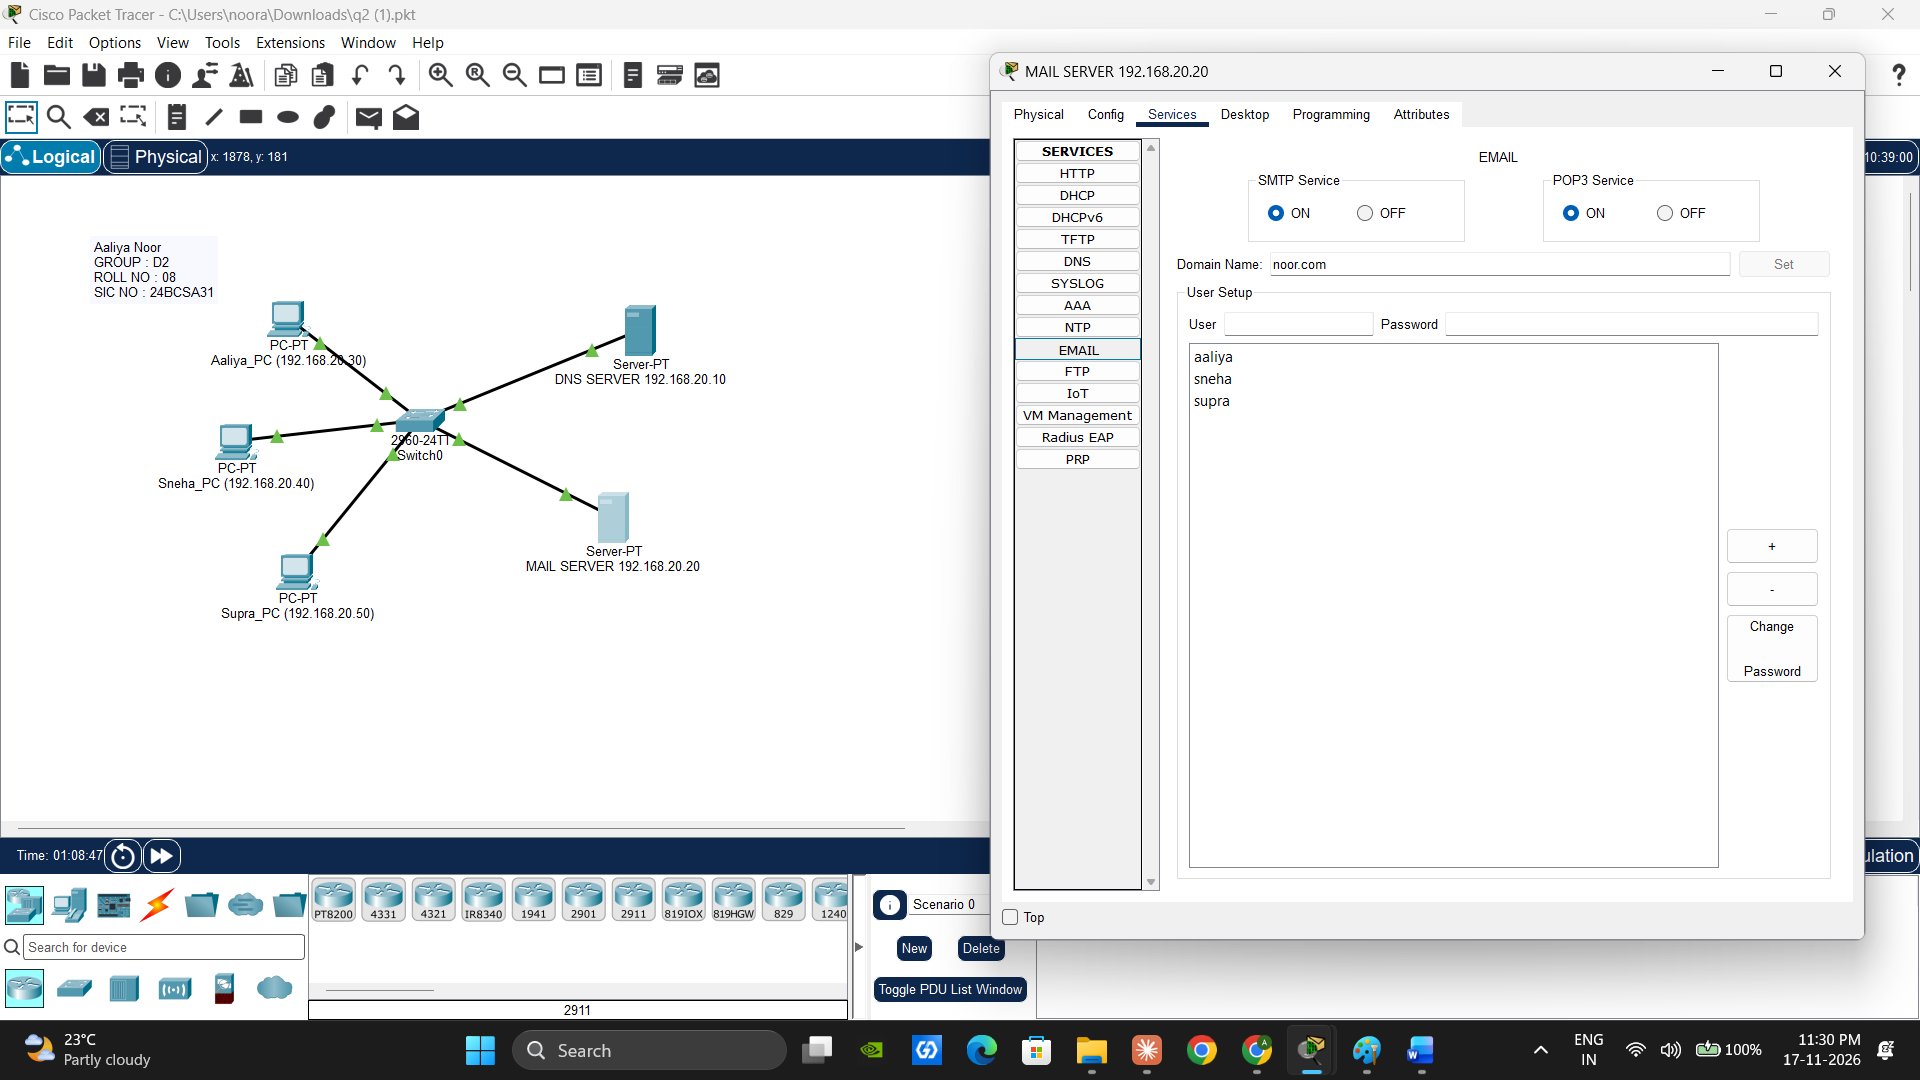 Cisco Packet Tracer - C:\Users\noora\Downloads\q2 (1).pkt
File Edit Options View Tools Extensions Window Help
Logical Physical x: 1878, y: 181
10:39:00
Aaliya Noor
GROUP : D2
ROLL NO : 08
SIC NO : 24BCSA31
PC-PT
Aaliya_PC (192.168.20.30)
Server-PT
DNS SERVER 192.168.20.10
2960-24TT
Switch0
PC-PT
Sneha_PC (192.168.20.40)
Server-PT
MAIL SERVER 192.168.20.20
PC-PT
Supra_PC (192.168.20.50)
MAIL SERVER 192.168.20.20
Physical Config Services Desktop Programming Attributes
SERVICES
HTTP
DHCP
DHCPv6
TFTP
DNS
SYSLOG
AAA
NTP
EMAIL
FTP
IoT
VM Management
Radius EAP
PRP
EMAIL
SMTP Service
ON OFF
POP3 Service
ON OFF
Domain Name: noor.com Set
User Setup
User Password
aaliya
sneha
supra
+
-
Change
Password
Top
Time: 01:08:47
ulation
PT8200 4331 4321 IR8340 1941 2901 2911 819IOX 819HGW 829 1240
Search for device
2911
Scenario 0
New Delete
Toggle PDU List Window
23°C
Partly cloudy
Search
ENG
IN
100%
11:30 PM
17-11-2026